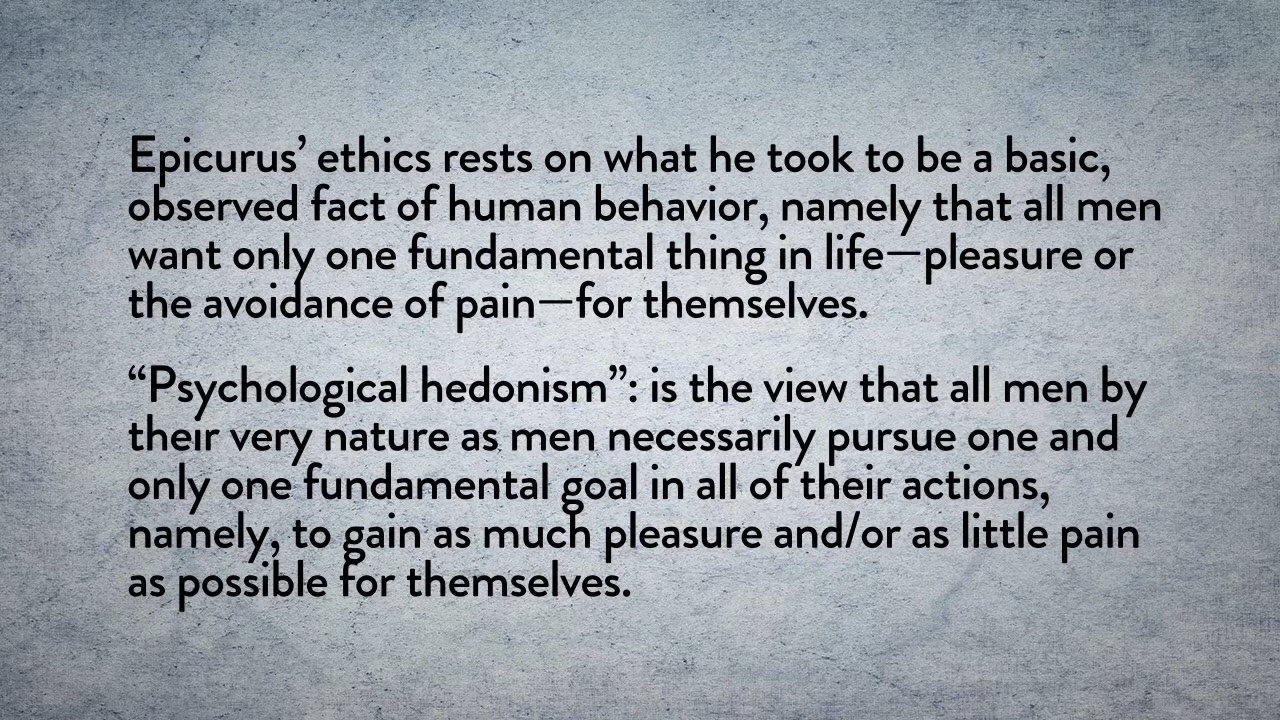 Epicurus’ ethics rests on what he took to be a basic,
observed fact of human behavior, namely that all men
want only one fundamental thing in life—pleasure or
the avoidance of pain—for themselves.
“Psychological hedonism”: is the view that all men by
their very nature as men necessarily pursue one and
only one fundamental goal in all of their actions,
namely, to gain as much pleasure and/or as little pain
as possible for themselves.